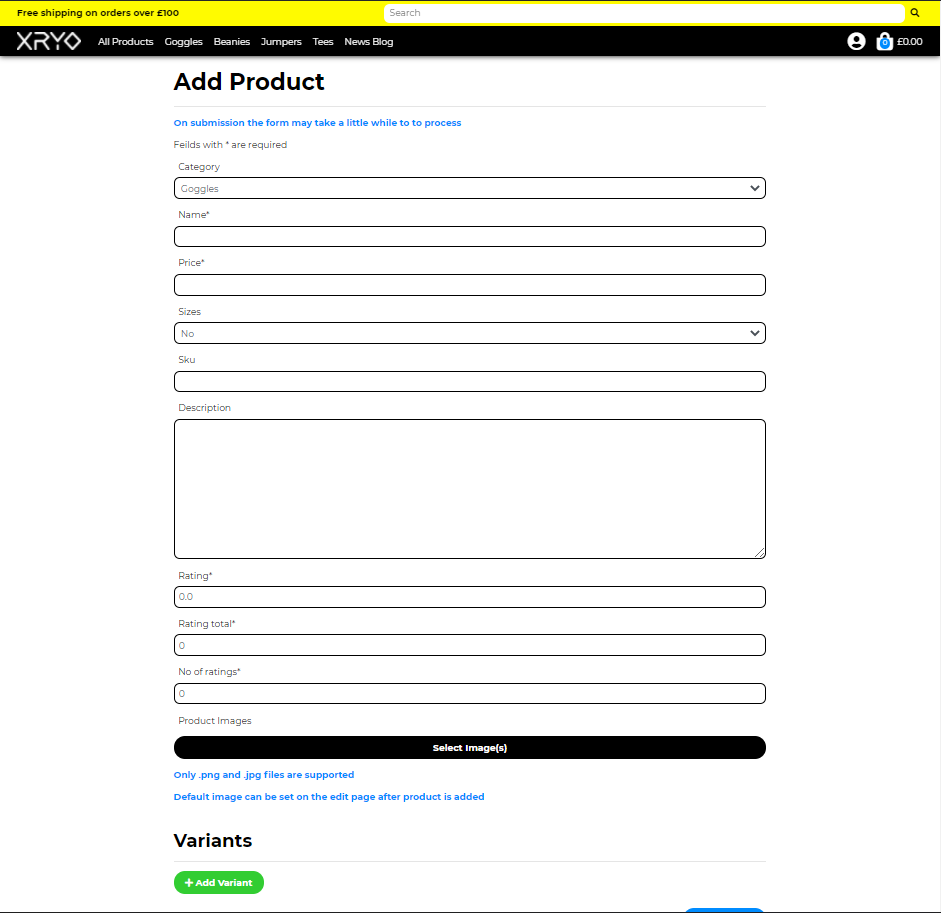 Free shipping on orders over £100
Search
XRYO
All Products Goggles Beanies Jumpers Tees News Blog
0 £0.00
Add Product
On submission the form may take a little while to to process
Feilds with * are required
Category
Goggles
Name*
Price*
Sizes
No
Sku
Description
Rating*
0.0
Rating total*
0
No of ratings*
0
Product Images
Select Image(s)
Only .png and .jpg files are supported
Default image can be set on the edit page after product is added
Variants
+ Add Variant